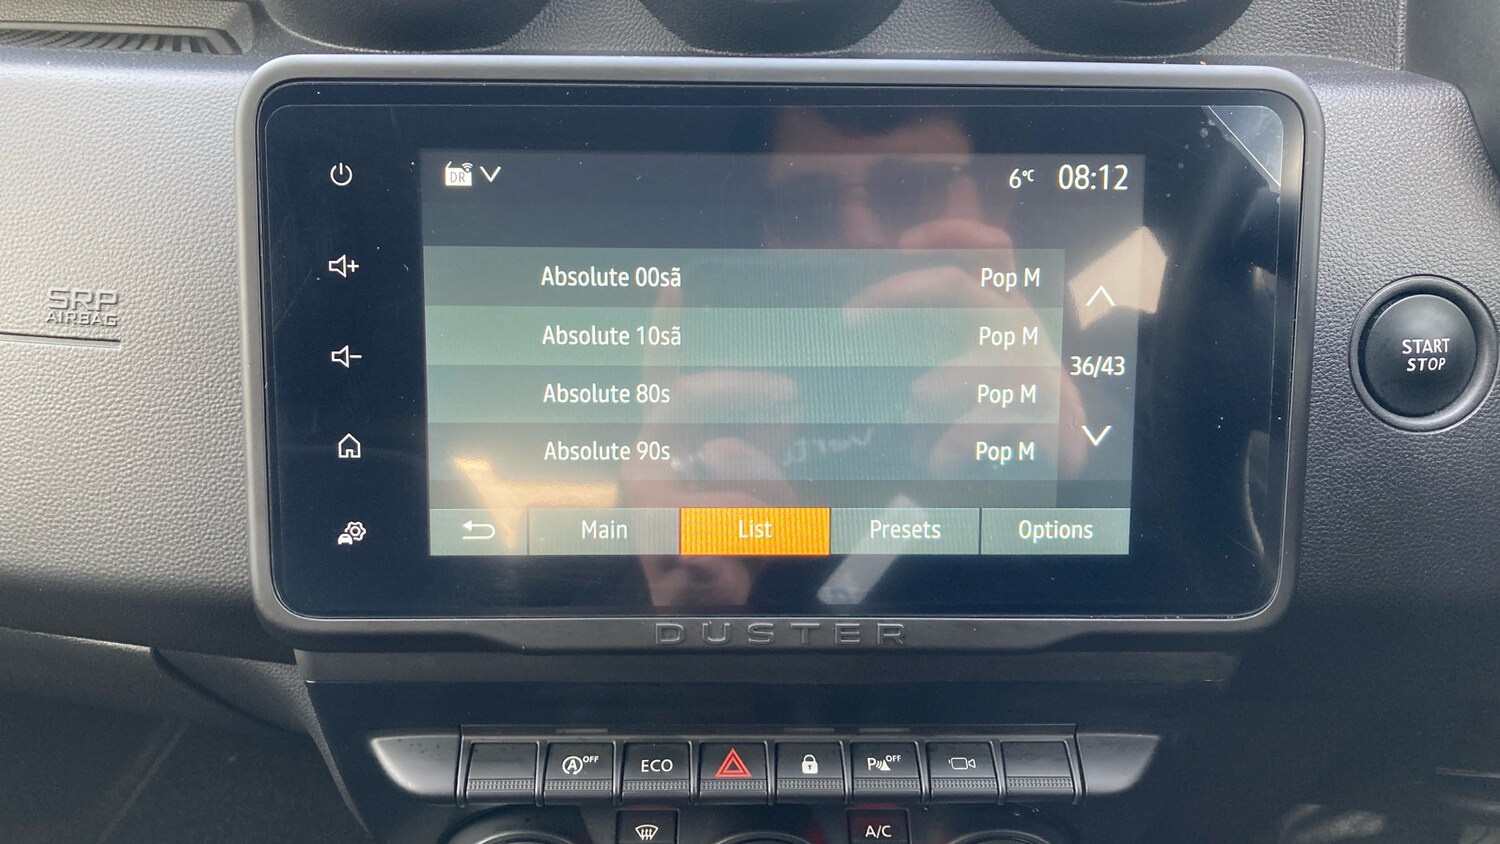 DR
6°C 08:12
Absolute 00sã Pop M
Absolute 10sã Pop M
36/43
Absolute 80s Pop M
Absolute 90s Pop M
Main List Presets Options
SRP
AIRBAG
START
STOP
DUSTER
A OFF ECO P OFF
A/C